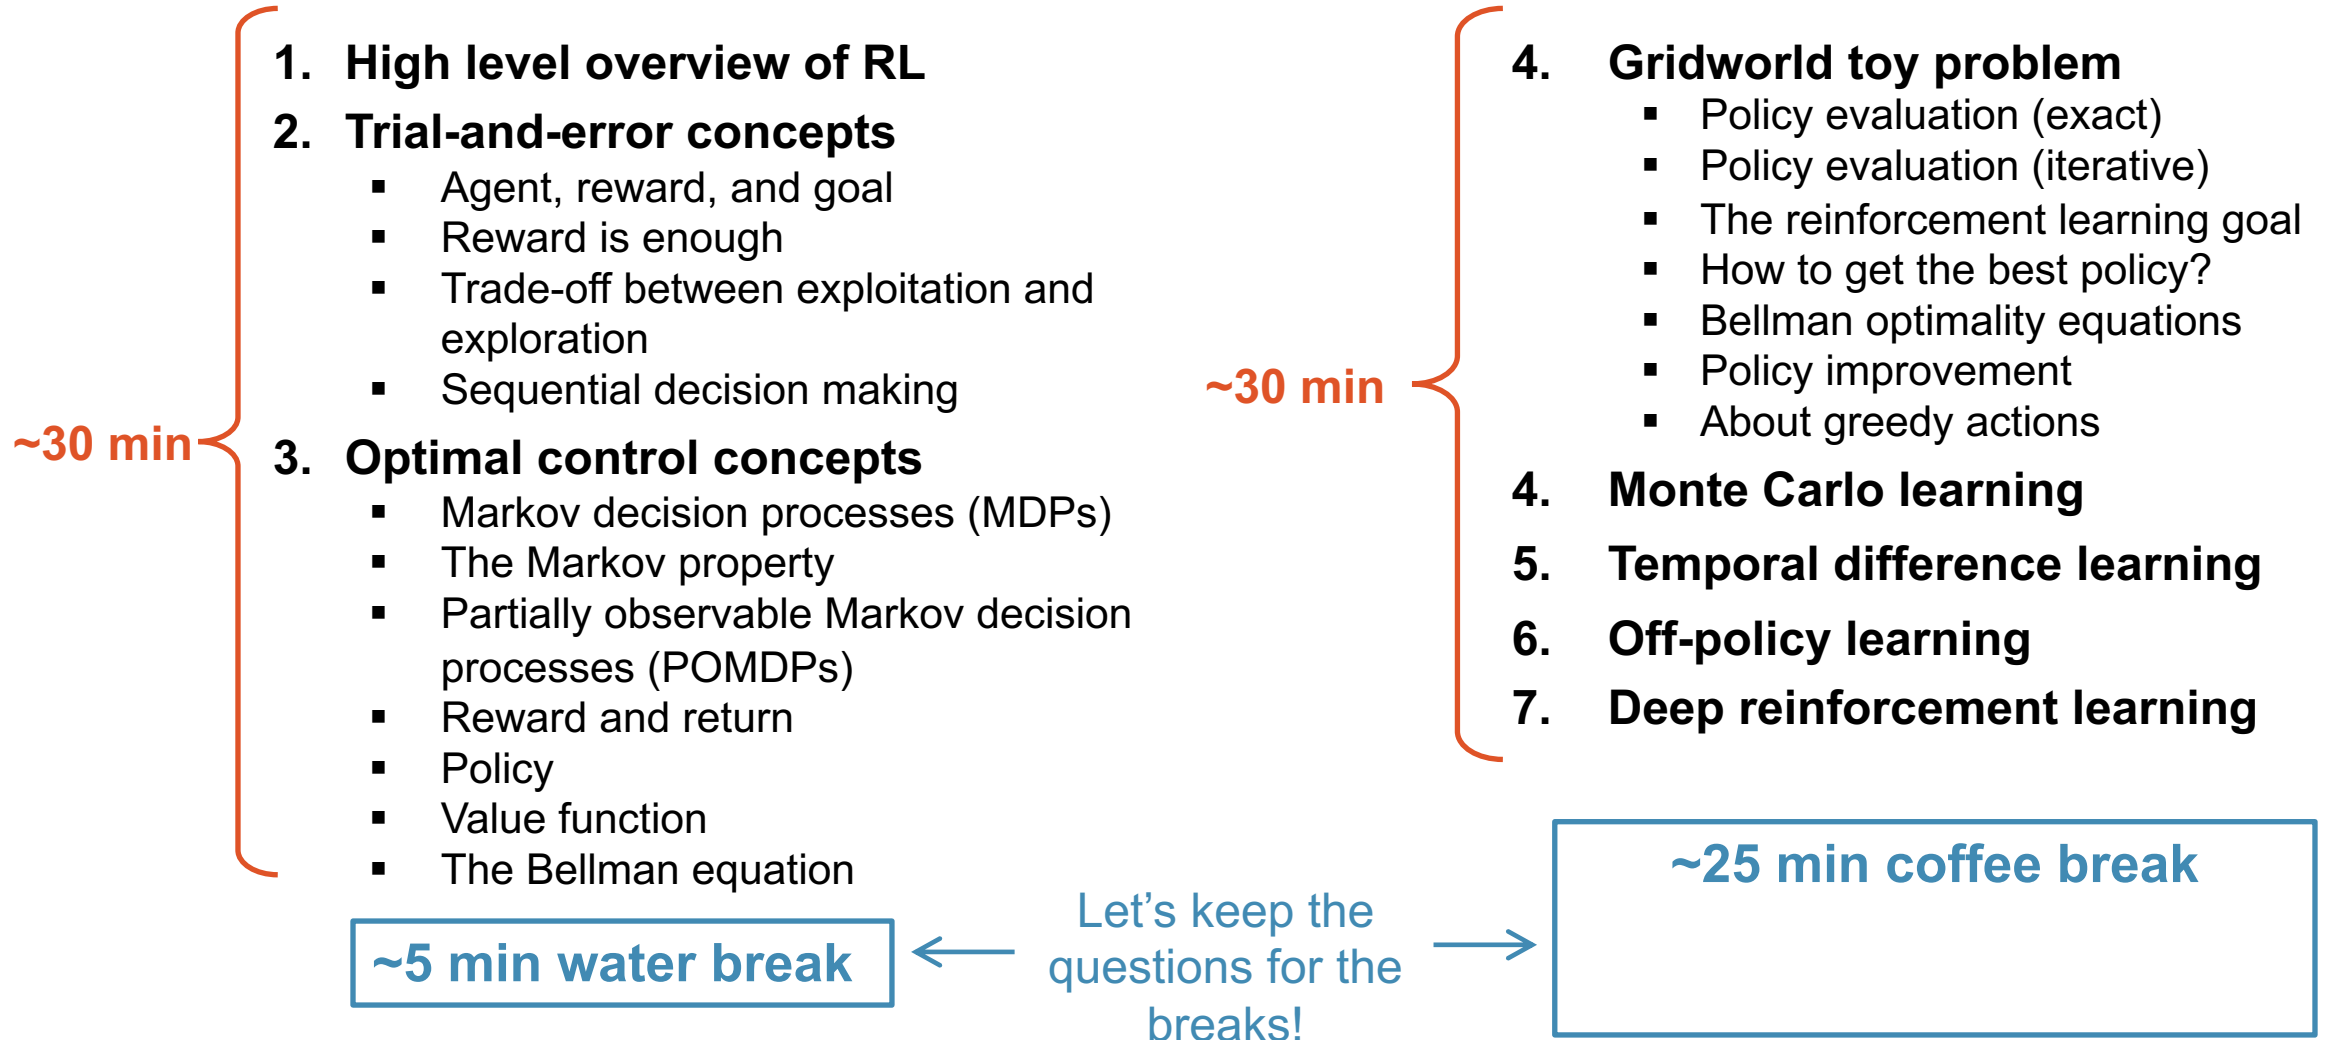 ~30 min
1. High level overview of RL
2. Trial-and-error concepts
▪ Agent, reward, and goal
▪ Reward is enough
▪ Trade-off between exploitation and
exploration
▪ Sequential decision making
3. Optimal control concepts
▪ Markov decision processes (MDPs)
▪ The Markov property
▪ Partially observable Markov decision
processes (POMDPs)
▪ Reward and return
▪ Policy
▪ Value function
▪ The Bellman equation
~5 min water break
~30 min
4. Gridworld toy problem
▪ Policy evaluation (exact)
▪ Policy evaluation (iterative)
▪ The reinforcement learning goal
▪ How to get the best policy?
▪ Bellman optimality equations
▪ Policy improvement
▪ About greedy actions
4. Monte Carlo learning
5. Temporal difference learning
6. Off-policy learning
7. Deep reinforcement learning
~25 min coffee break
Let’s keep the
questions for the
breaks!